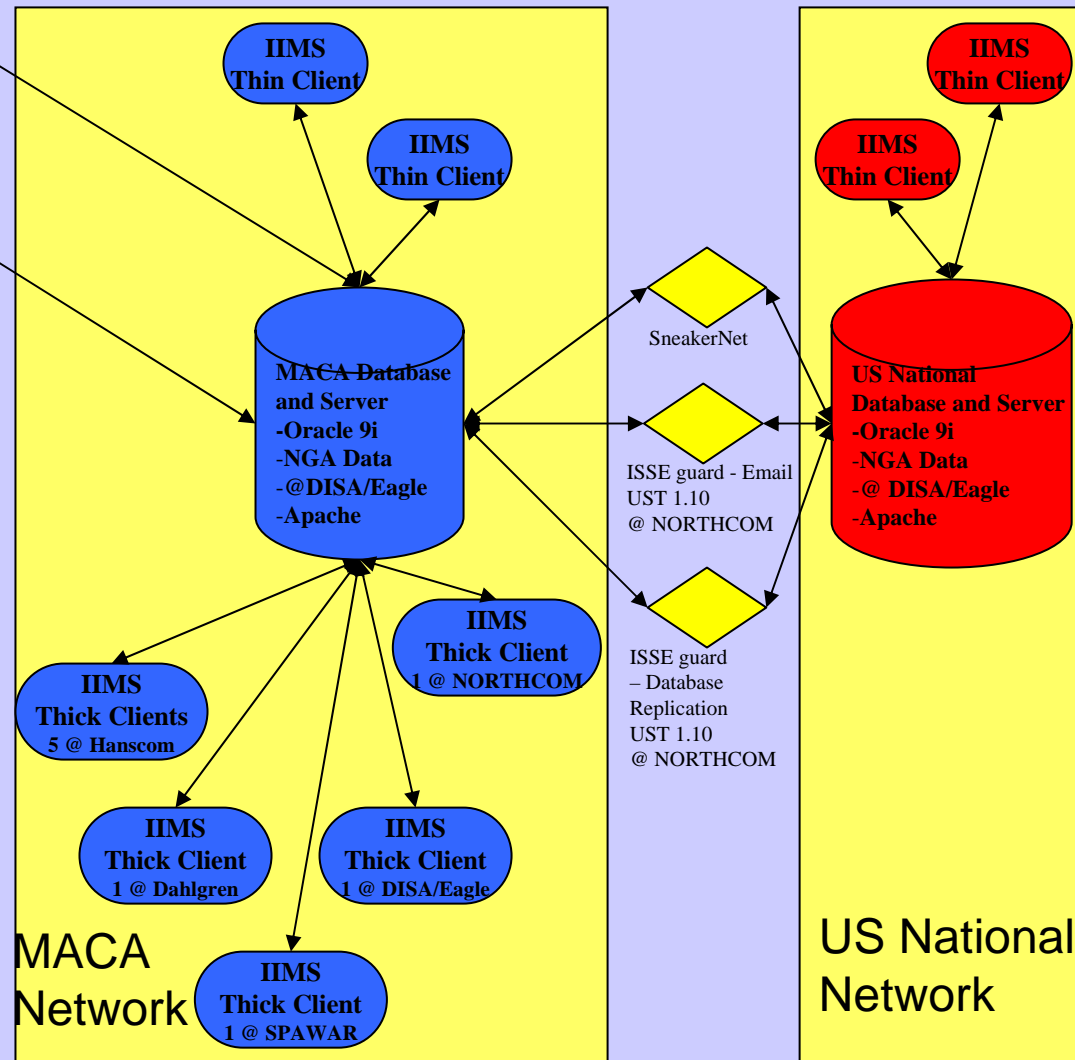 IIMS
Thin Client
IIMS
Thin Client
MACA Database
and Server
-Oracle 9i
-NGA Data
-@DISA/Eagle
-Apache
IIMS
Thick Client
1 @ NORTHCOM
IIMS
Thick Clients
5 @ Hanscom
IIMS
Thick Client
1 @ Dahlgren
IIMS
Thick Client
1 @ DISA/Eagle
IIMS
Thick Client
1 @ SPAWAR
MACA
Network
SneakerNet
ISSE guard - Email
UST 1.10
@ NORTHCOM
ISSE guard
– Database
Replication
UST 1.10
@ NORTHCOM
IIMS
Thin Client
IIMS
Thin Client
US National
Database and Server
-Oracle 9i
-NGA Data
-@ DISA/Eagle
-Apache
US National
Network